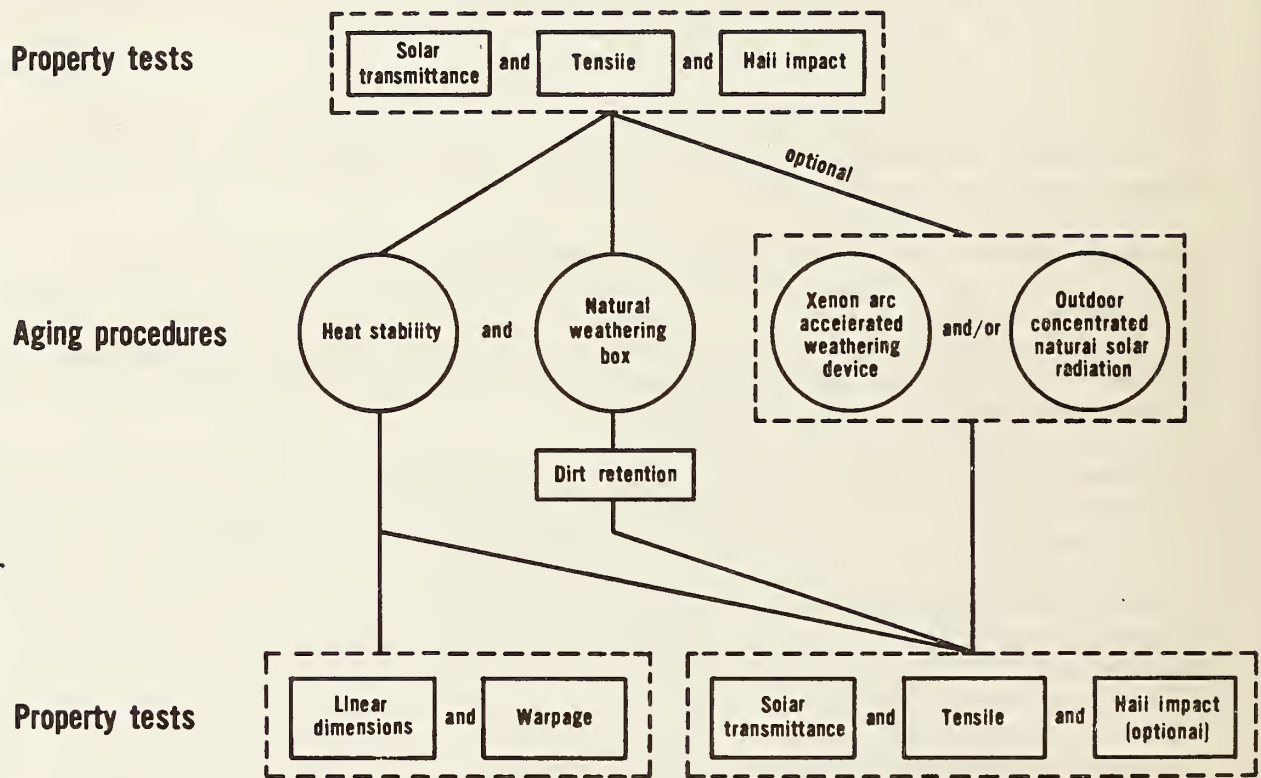 Property tests
Solar
transmittance
and
Tensile
and
Hail impact
optional
Aging procedures
Heat stability
and
Natural
weathering
box
Xenon arc
accelerated
weathering
device
and/or
Outdoor
concentrated
natural solar
radiation
Dirt retention
Property tests
Linear
dimensions
and
Warpage
Solar
transmittance
and
Tensile
and
Hail impact
(optional)